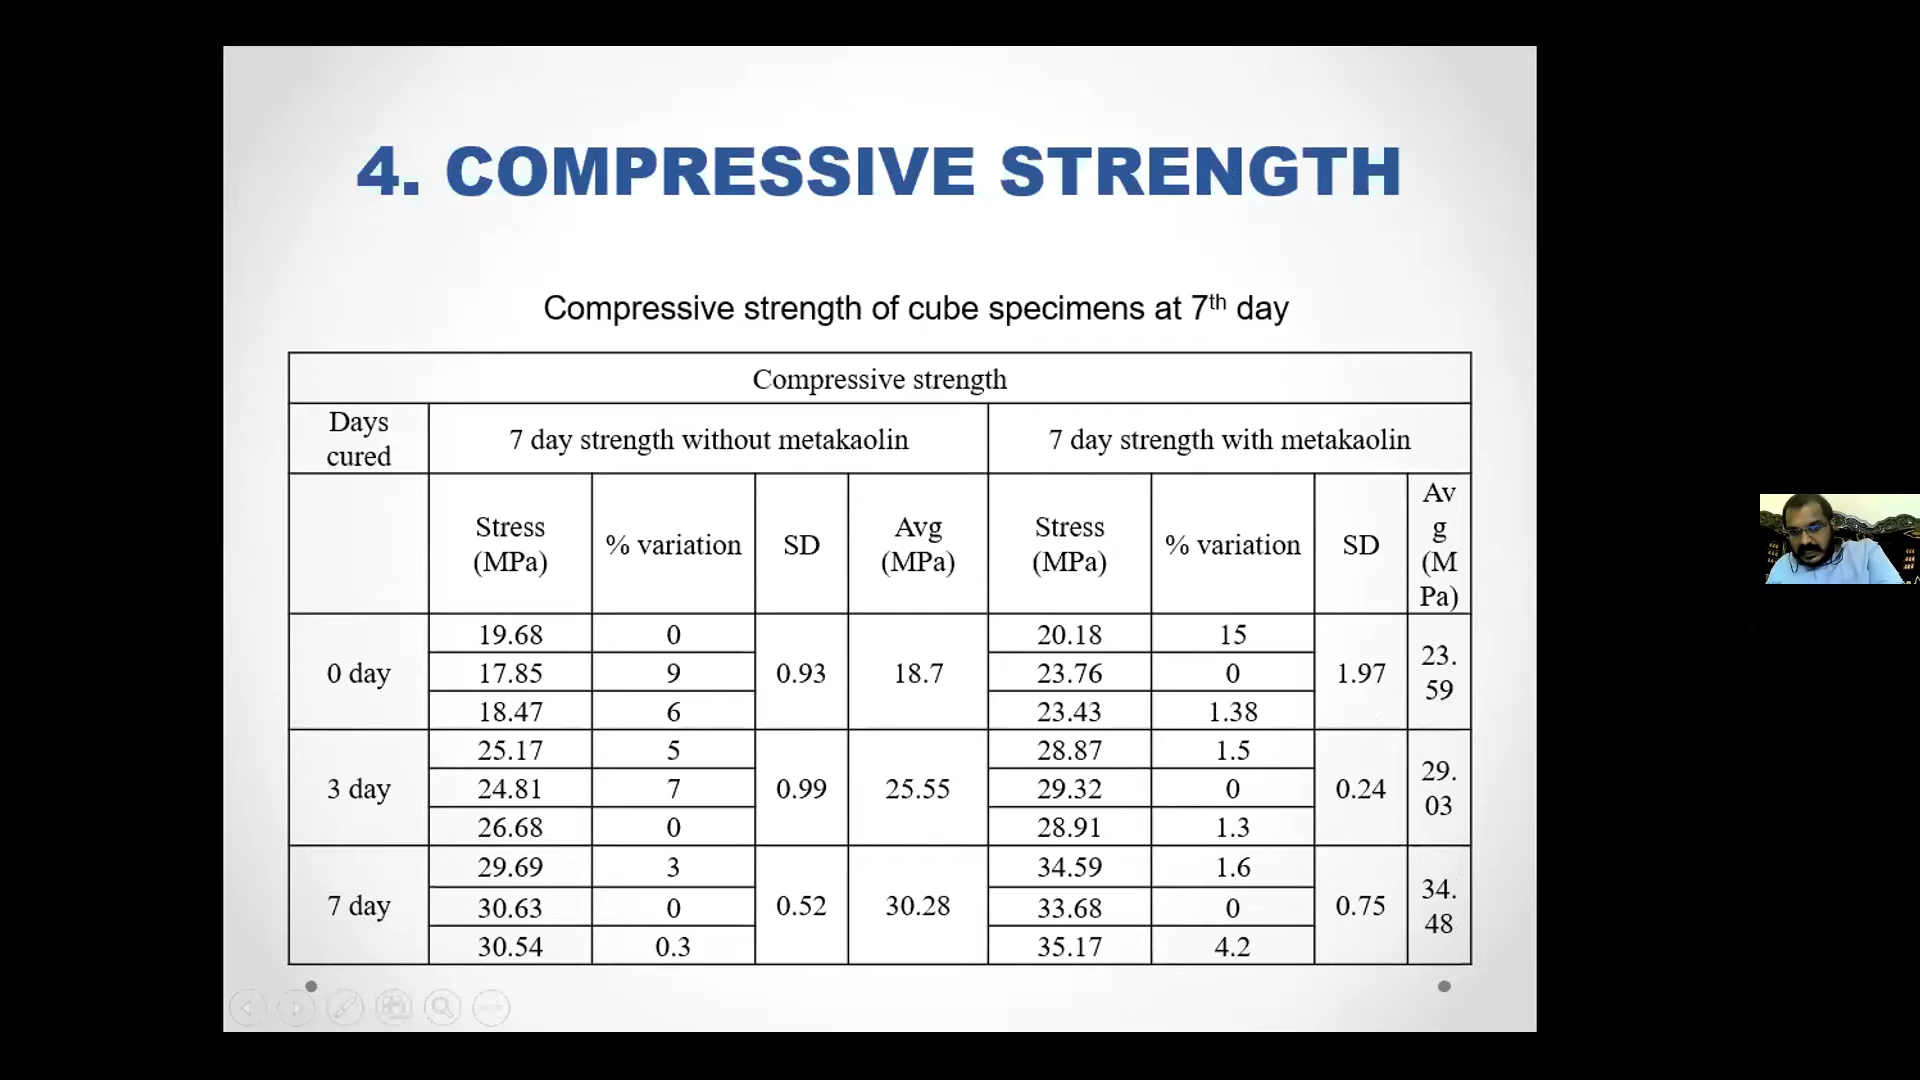 4. COMPRESSIVE STRENGTH
Compressive strength of cube specimens at 7th day
Compressive strength
Days cured 7 day strength without metakaolin 7 day strength with metakaolin
Stress (MPa) % variation SD Avg (MPa) Stress (MPa) % variation SD Avg (MPa)
0 day 19.68 0 0.93 18.7 20.18 15 1.97 23.59
17.85 9 23.76 0
18.47 6 23.43 1.38
3 day 25.17 5 0.99 25.55 28.87 1.5 0.24 29.03
24.81 7 29.32 0
26.68 0 28.91 1.3
7 day 29.69 3 0.52 30.28 34.59 1.6 0.75 34.48
30.63 0 33.68 0
30.54 0.3 35.17 4.2